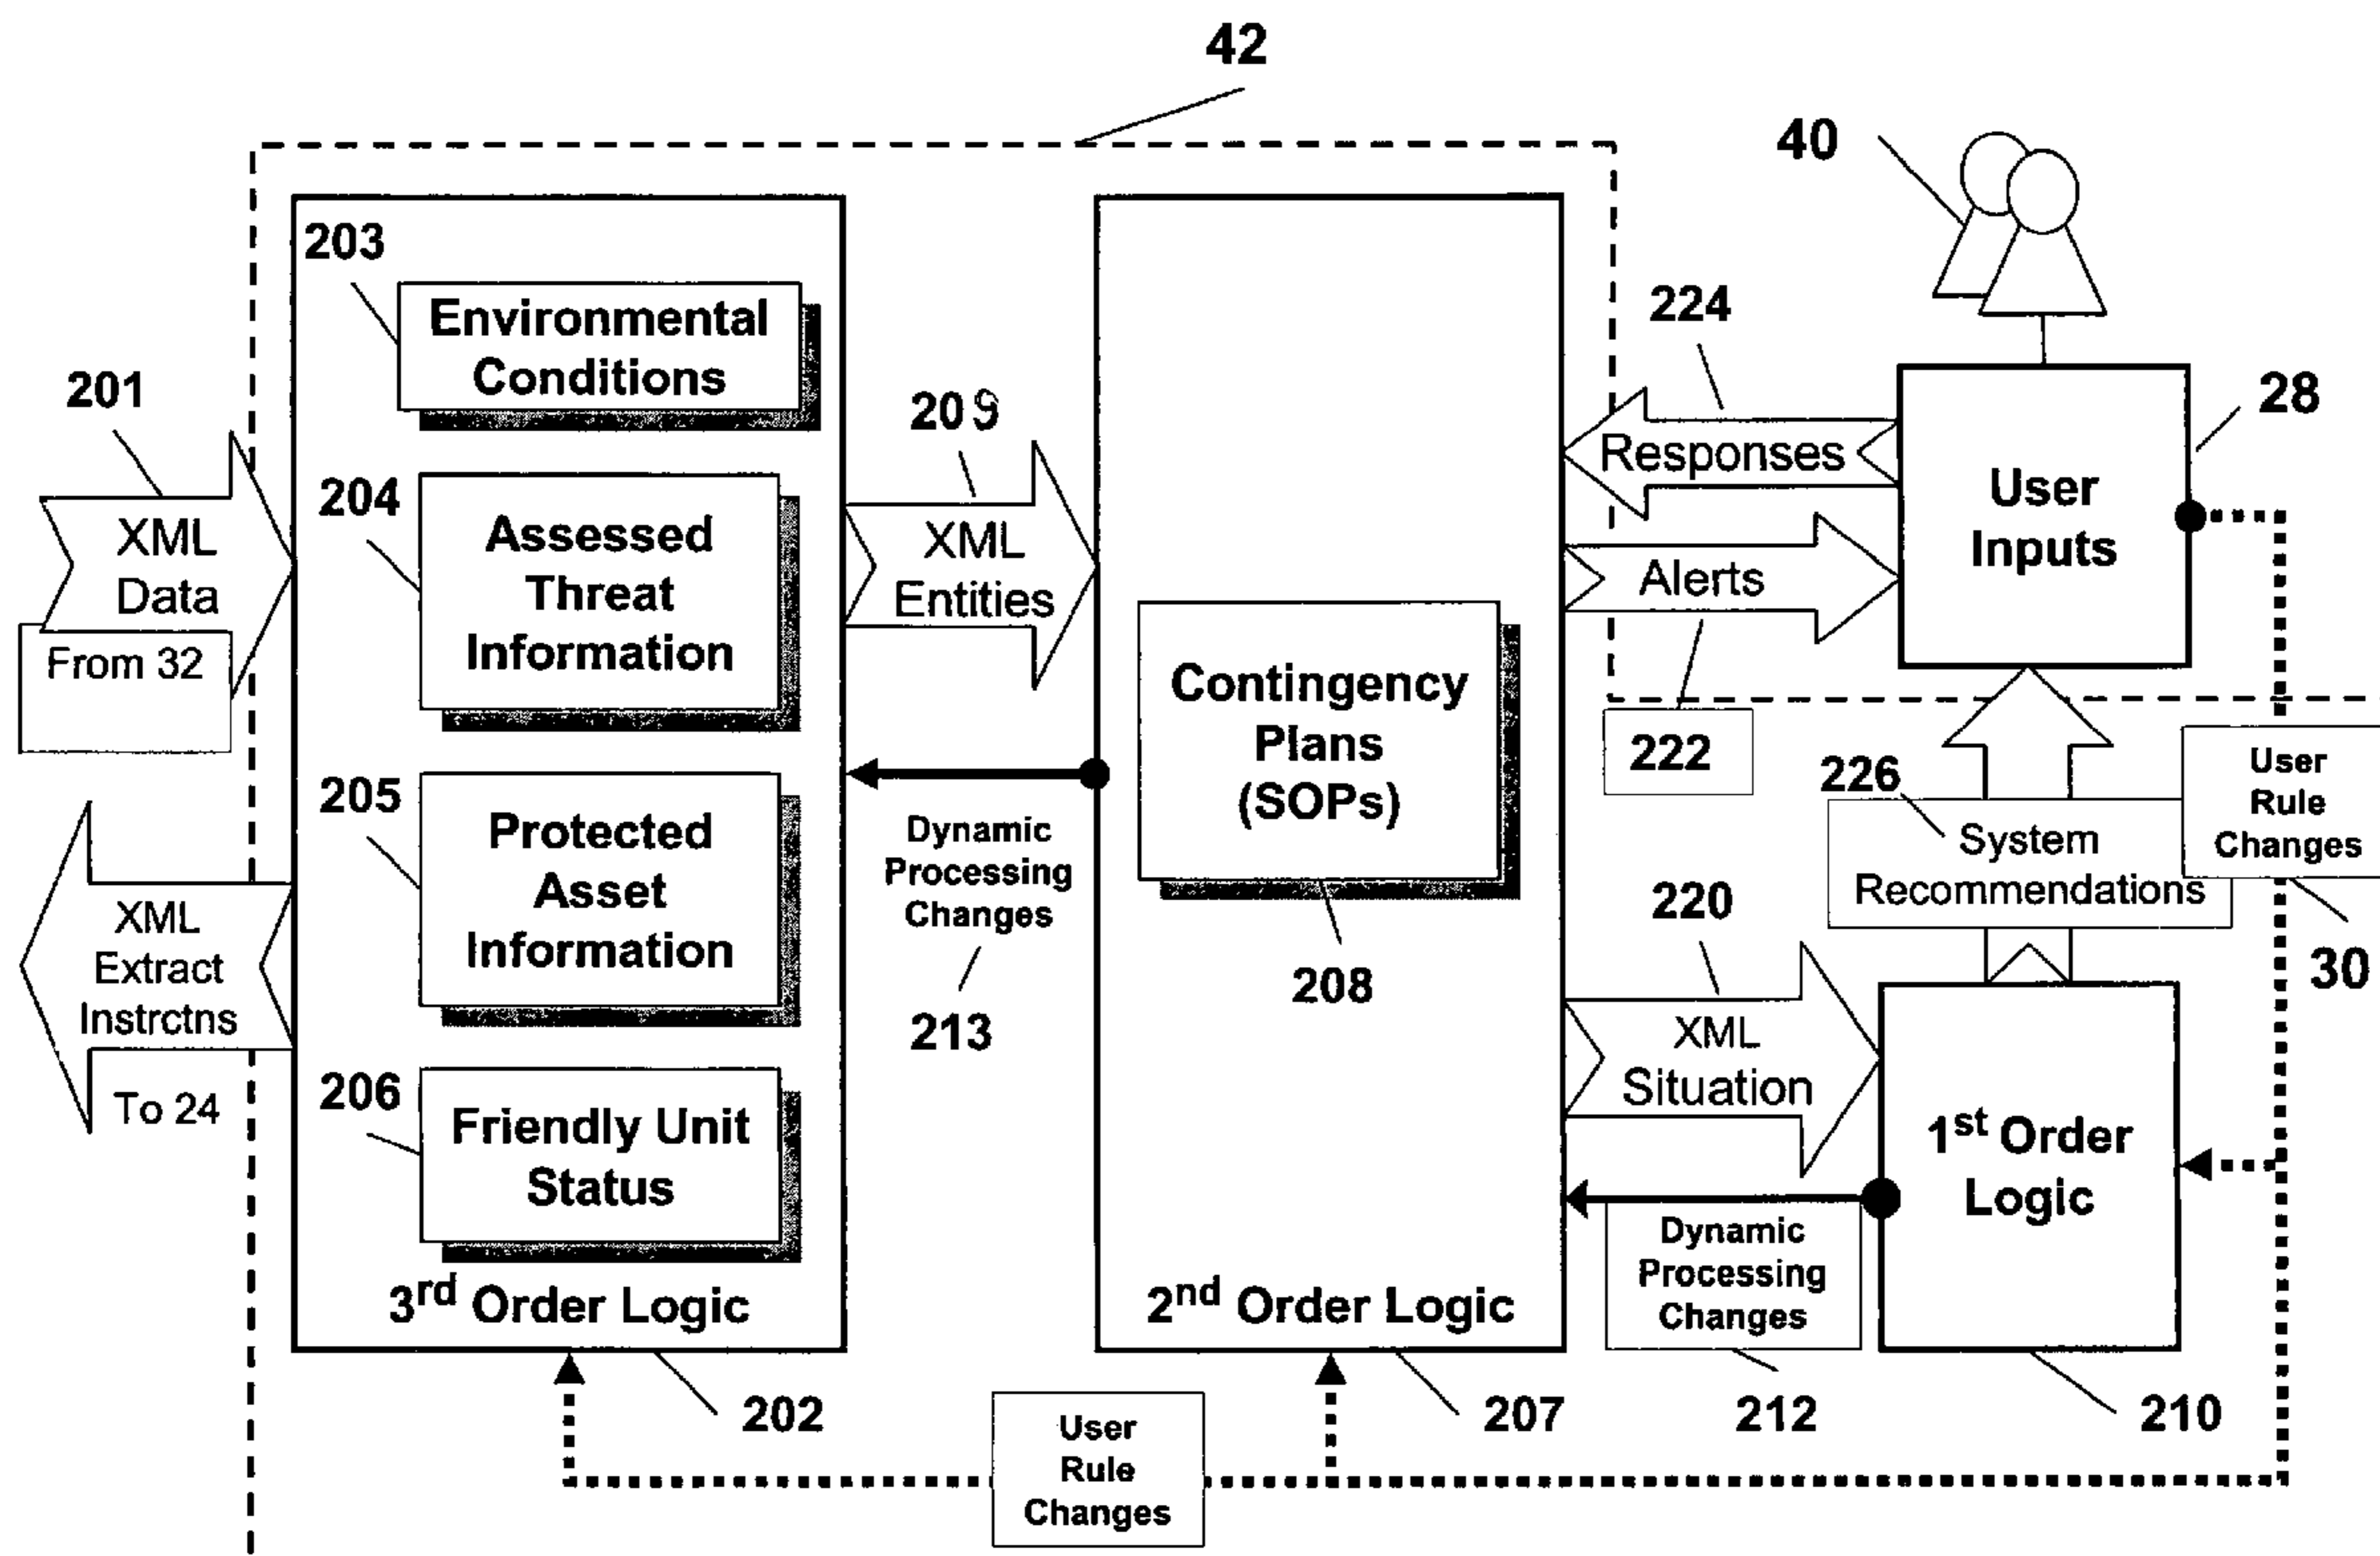 42
40
203
Environmental
Conditions
201
XML
Data
From 32
204
Assessed
Threat
Information
209
XML
Entities
224
Responses
Alerts
222
User
Inputs
28
205
Protected
Asset
Information
Dynamic
Processing
Changes
213
Contingency
Plans
(SOPs)
208
226
System
Recommendations
User
Rule
Changes
30
XML
Extract
Instrctns
To 24
206
Friendly Unit
Status
3rd Order Logic
202
2nd Order Logic
207
220
XML
Situation
1st Order
Logic
210
Dynamic
Processing
Changes
212
User
Rule
Changes